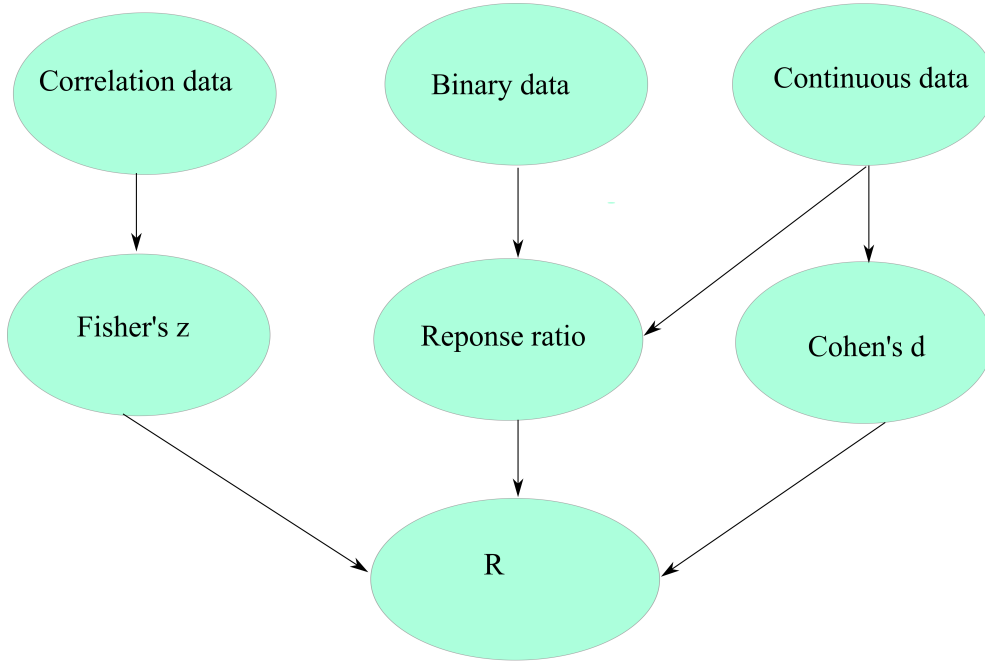 Correlation data
Binary data
Continuous data
Fisher's z
Reponse ratio
Cohen's d
R